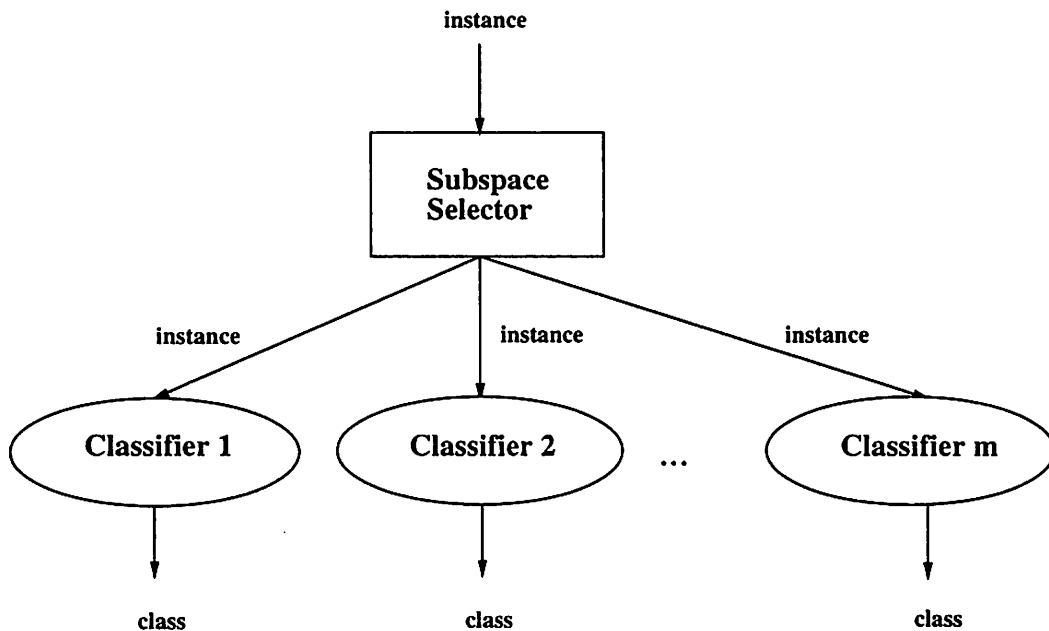 instance
Subspace
Selector
instance
instance
instance
Classifier 1
Classifier 2
...
Classifier m
class
class
class